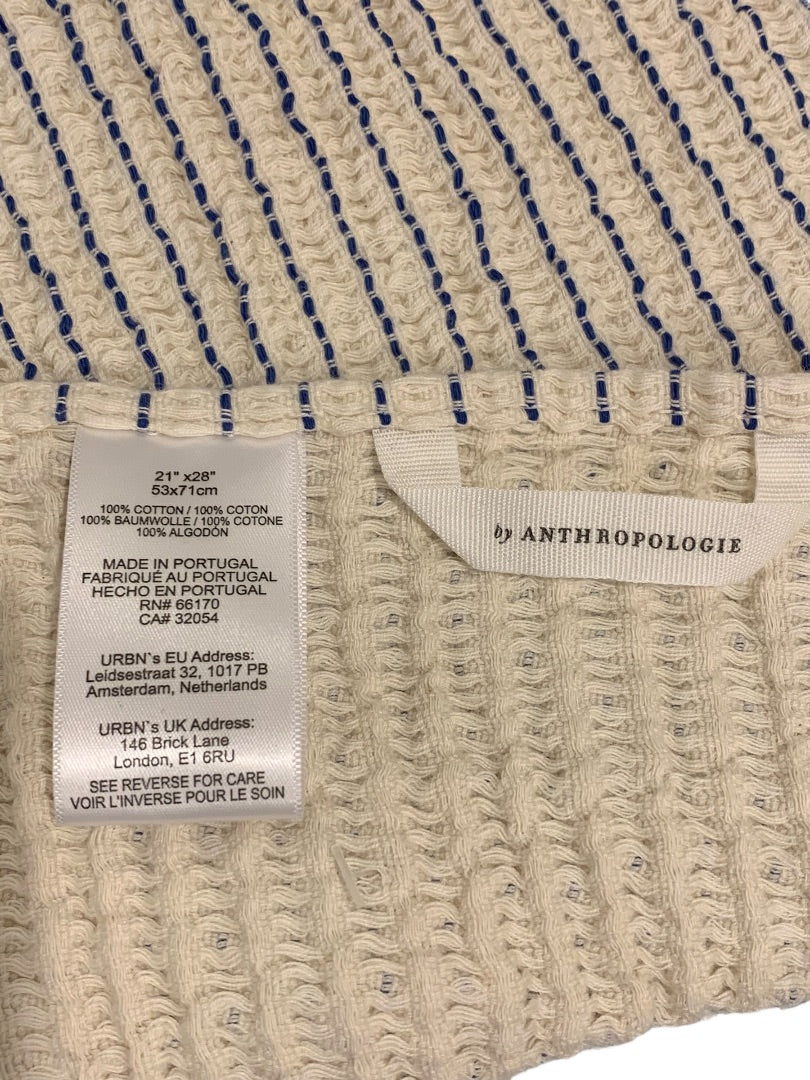 21" x28"
53x71cm
100% COTTON / 100% COTON
100% BAUMWOLLE / 100% COTONE
100% ALGODÓN
MADE IN PORTUGAL
FABRIQUÉ AU PORTUGAL
HECHO EN PORTUGAL
RN# 66170
CA# 32054
URBN`s EU Address:
Leidsestraat 32, 1017 PB
Amsterdam, Netherlands
URBN`s UK Address:
146 Brick Lane
London, E1 6RU
SEE REVERSE FOR CARE
VOIR L'INVERSE POUR LE SOIN
by ANTHROPOLOGIE